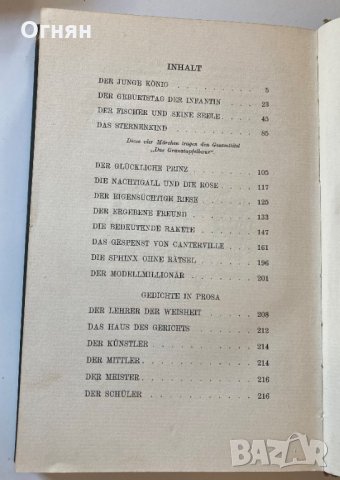 Огнян
INHALT
DER JUNGE KÖNIG . . . . . . . . . . . 5
DER GEBURTSTAG DER INFANTIN . . . . . 23
DER FISCHER UND SEINE SEELE . . . . . 45
DAS STERNENKIND . . . . . . . . . . . 85
Diese vier Märchen tragen den Gesamttitel
„Das Granatapfelhaus".
DER GLÜCKLICHE PRINZ . . . . . . . . 105
DIE NACHTIGALL UND DIE ROSE . . . . . 117
DER EIGENSÜCHTIGE RIESE . . . . . . . 125
DER ERGEBENE FREUND . . . . . . . . . 133
DIE BEDEUTENDE RAKETE . . . . . . . . 147
DAS GESPENST VON CANTERVILLE . . . . 161
DIE SPHINX OHNE RÄTSEL . . . . . . . 196
DER MODELLMILLIONÄR . . . . . . . . . 201
GEDICHTE IN PROSA
DER LEHRER DER WEISHEIT . . . . . . . 208
DAS HAUS DES GERICHTS . . . . . . . . 212
DER KÜNSTLER . . . . . . . . . . . . 214
DER MITTLER . . . . . . . . . . . . . 214
DER MEISTER . . . . . . . . . . . . . 216
DER SCHÜLER . . . . . . . . . . . . . 216
BAZAR